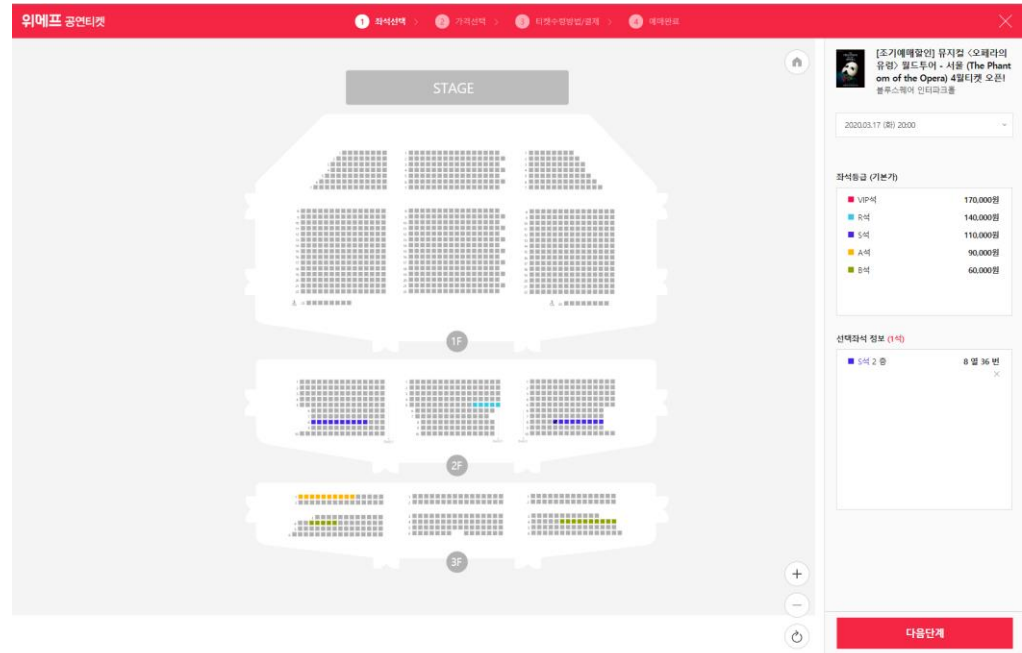 위메프 공연티켓
1 좌석선택 > 2 가격선택 > 3 티켓수령방법/결제 > 4 예매완료
[조기예매할인] 뮤지컬 〈오페라의
유령〉 월드투어 - 서울 (The Phant
om of the Opera) 4월티켓 오픈!
블루스퀘어 인터파크홀
2020.03.17 (화) 20:00
좌석등급 (기본가)
VIP석 170,000원
R석 140,000원
S석 110,000원
A석 90,000원
B석 60,000원
선택좌석 정보 (1석)
S석 2 층 8 열 36 번
다음단계
STAGE
1F
2F
3F